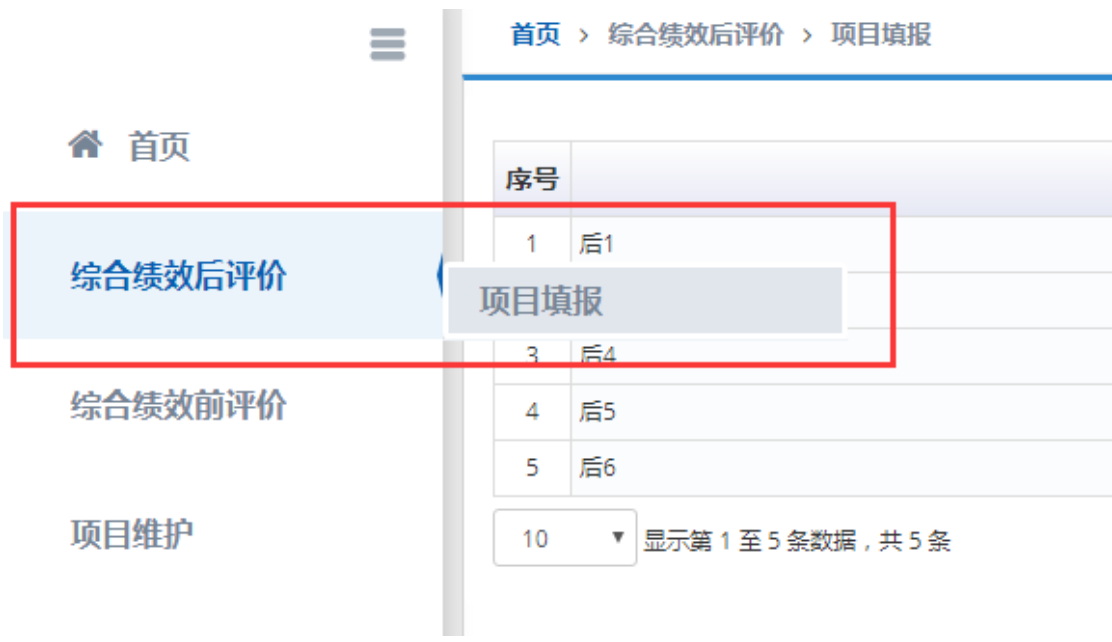 首页 > 综合绩效后评价 > 项目填报
首页
综合绩效后评价
项目填报
综合绩效前评价
项目维护
序号
1 后1
3 后4
4 后5
5 后6
10 显示第 1 至 5 条数据，共 5 条